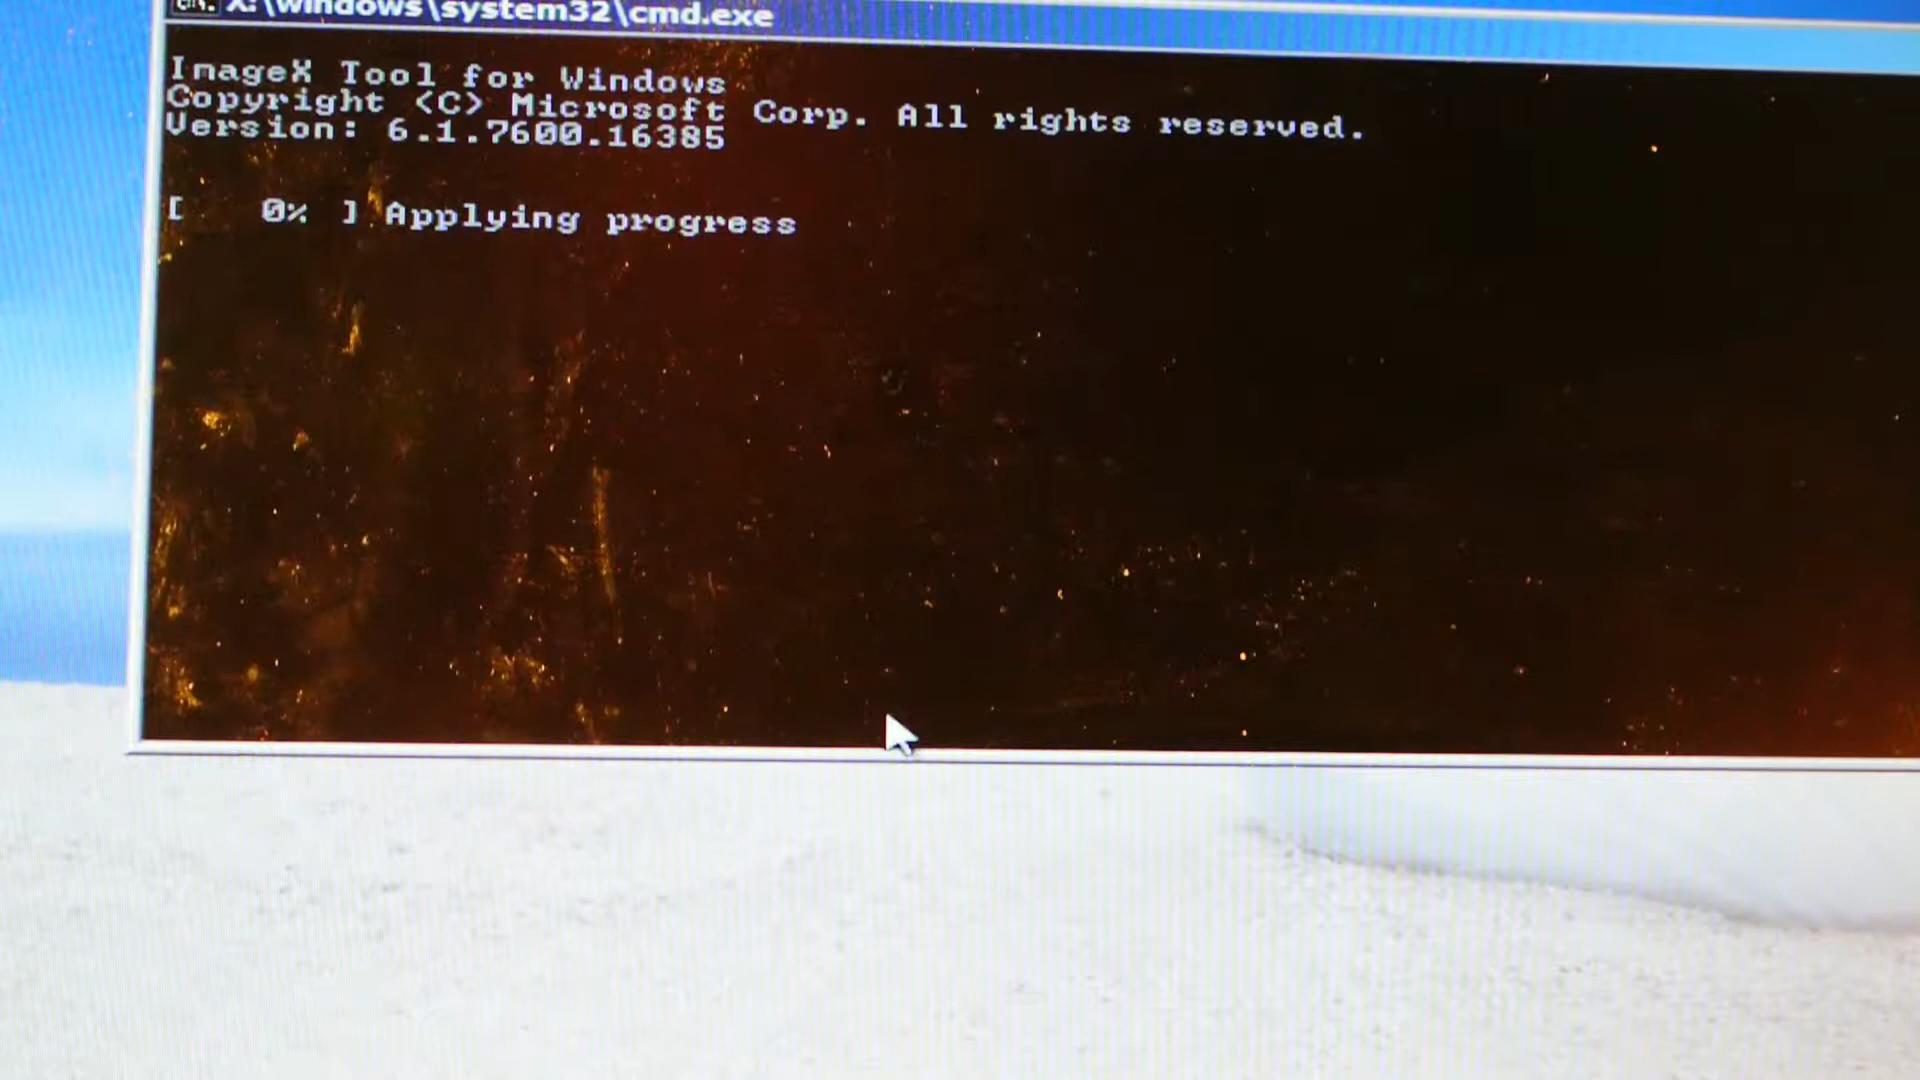 X:\windows\system32\cmd.exe
ImageX Tool for Windows
Copyright (C) Microsoft Corp. All rights reserved.
Version: 6.1.7600.16385
[   0% ] Applying progress